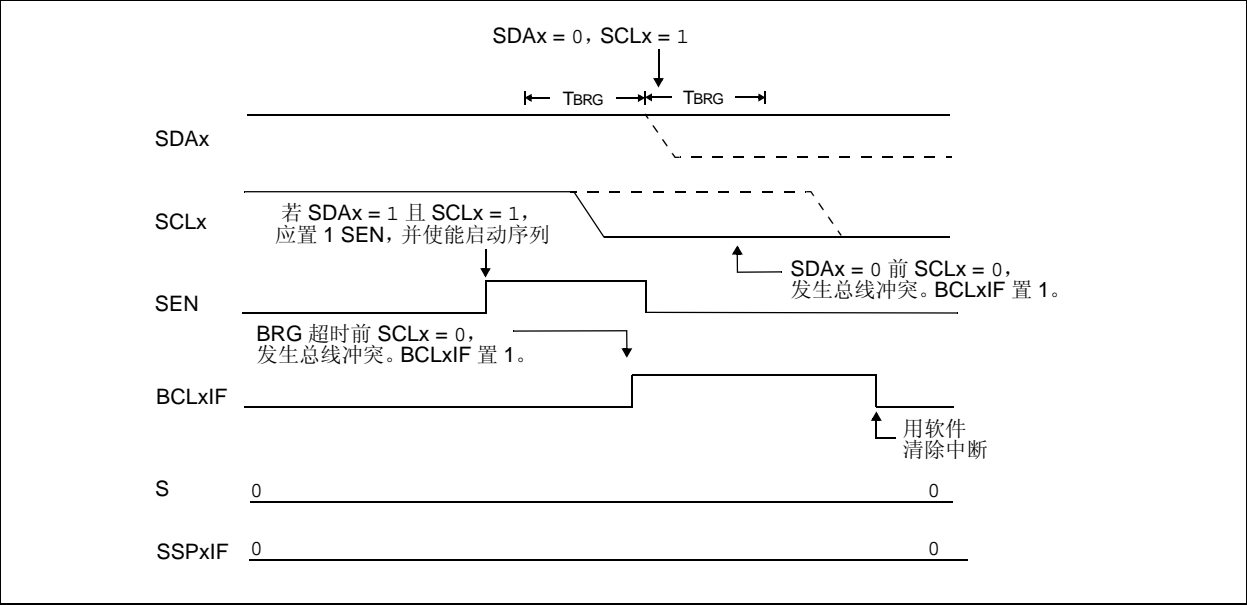 SDAx = 0，SCLx = 1
TBRG TBRG
SDAx
SCLx
若 SDAx = 1 且 SCLx = 1，
应置 1 SEN，并使能启动序列
SDAx = 0 前 SCLx = 0，
发生总线冲突。BCLxIF 置 1。
SEN
BRG 超时前 SCLx = 0，
发生总线冲突。BCLxIF 置 1。
BCLxIF
用软件
清除中断
S 0 0
SSPxIF 0 0